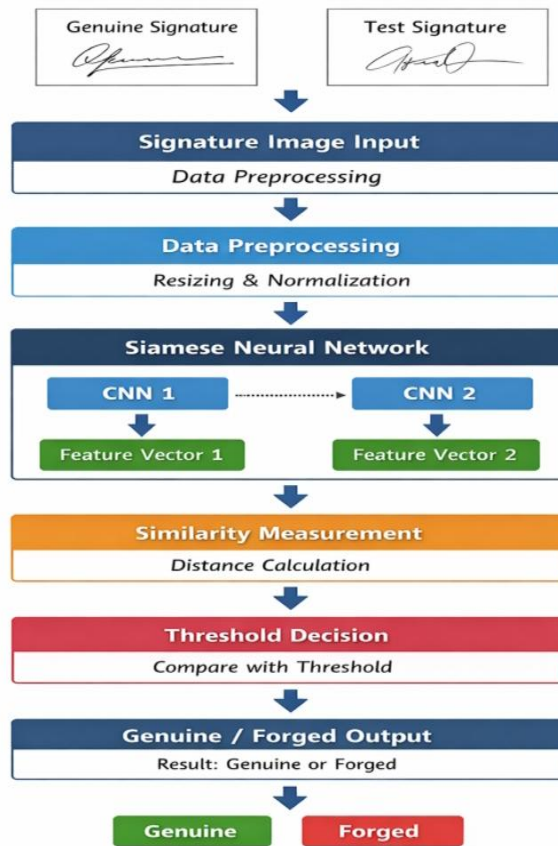 Genuine Signature
Test Signature
Signature Image Input
Data Preprocessing
Data Preprocessing
Resizing & Normalization
Siamese Neural Network
CNN 1
CNN 2
Feature Vector 1
Feature Vector 2
Similarity Measurement
Distance Calculation
Threshold Decision
Compare with Threshold
Genuine / Forged Output
Result: Genuine or Forged
Genuine
Forged